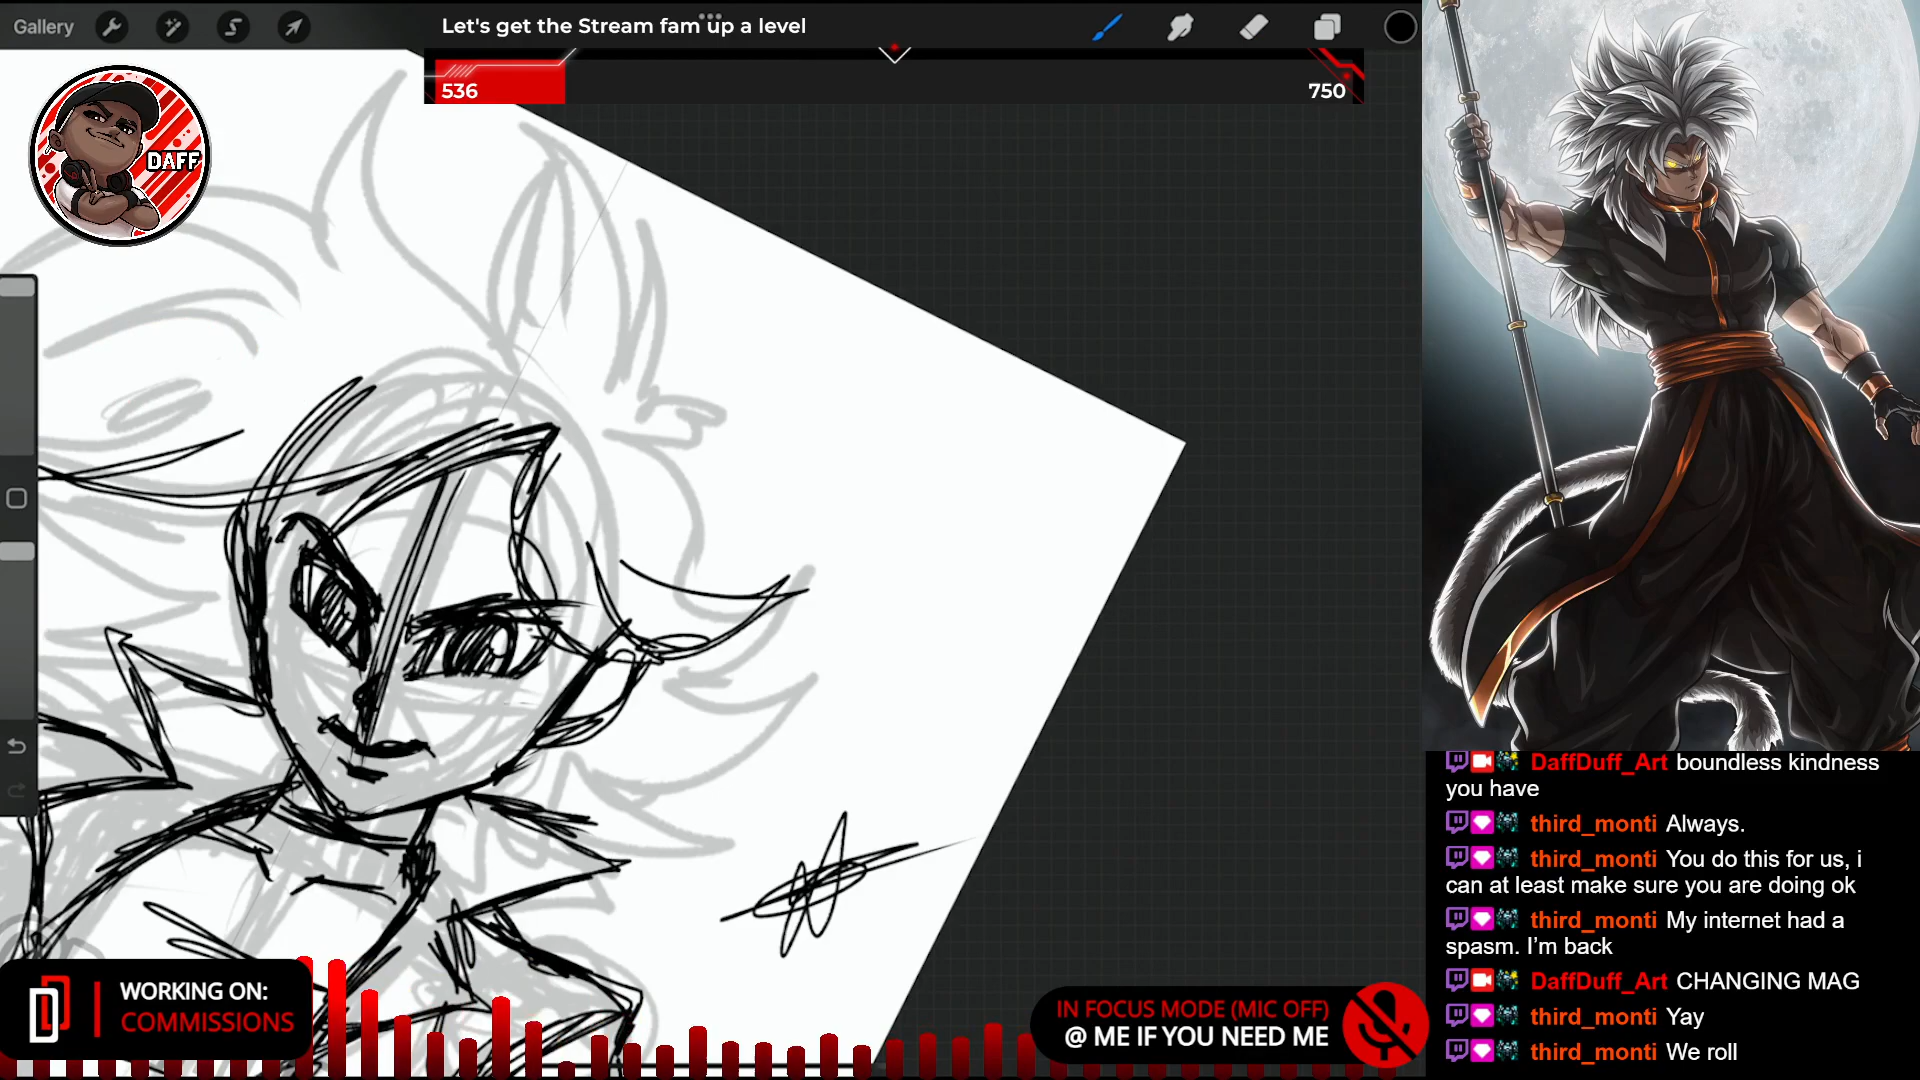 Gallery
Let's get the Stream fam up a level
536
750
DAFF
WORKING ON:
COMMISSIONS
IN FOCUS MODE (MIC OFF)
@ ME IF YOU NEED ME
DaffDuff_Art boundless kindness
you have
third_monti Always.
third_monti You do this for us, i
can at least make sure you are doing ok
third_monti My internet had a
spasm. I'm back
DaffDuff_Art CHANGING MAG
third_monti Yay
third_monti We roll